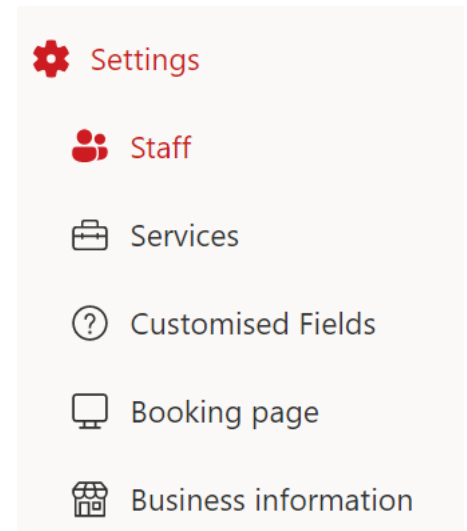 Settings
Staff
Services
Customised Fields
Booking page
Business information